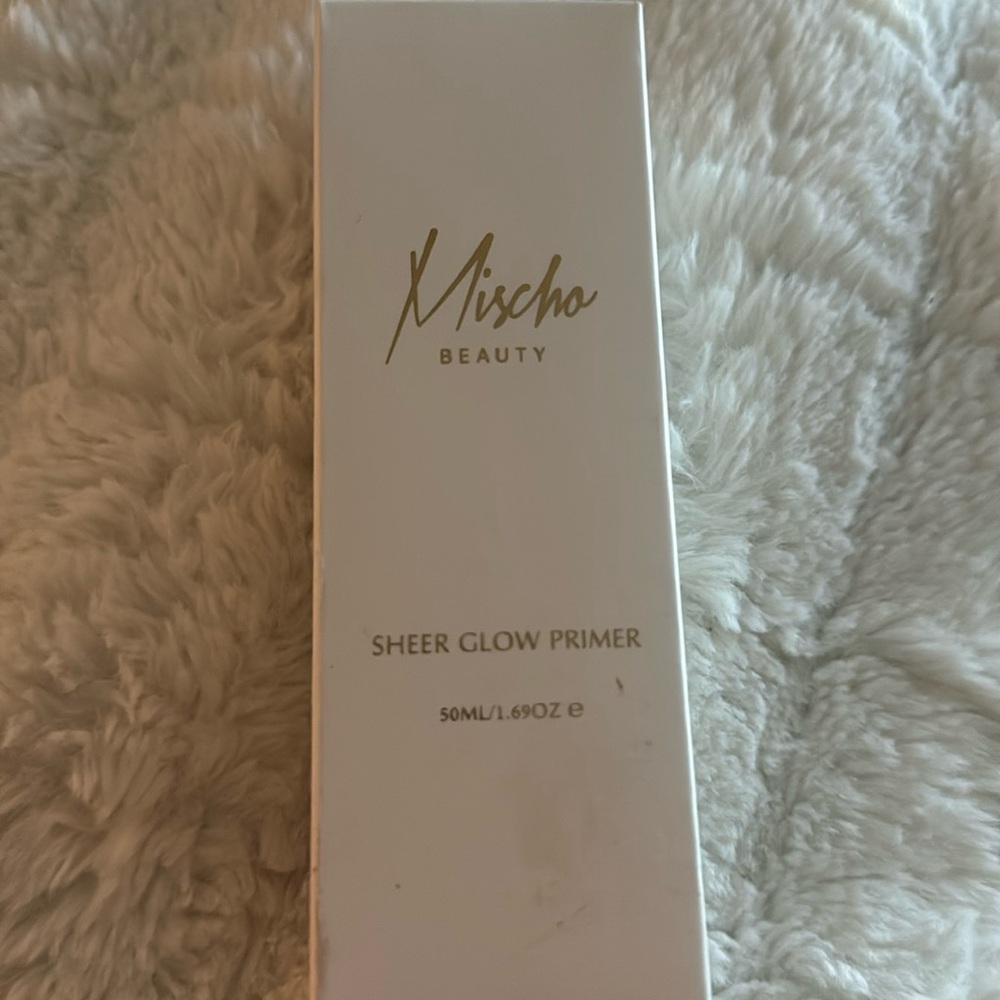 Mischo
BEAUTY
SHEER GLOW PRIMER
50ML/1.69OZ ℮